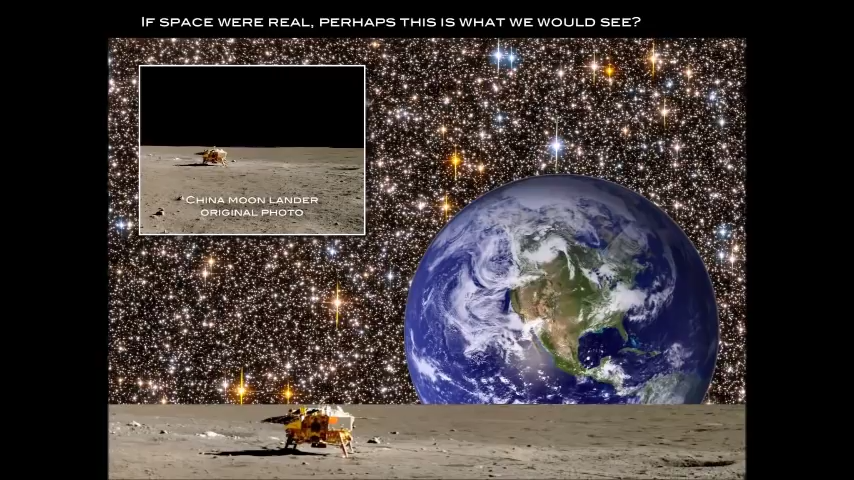 If space were real, perhaps this is what we would see?
*China moon lander
original photo